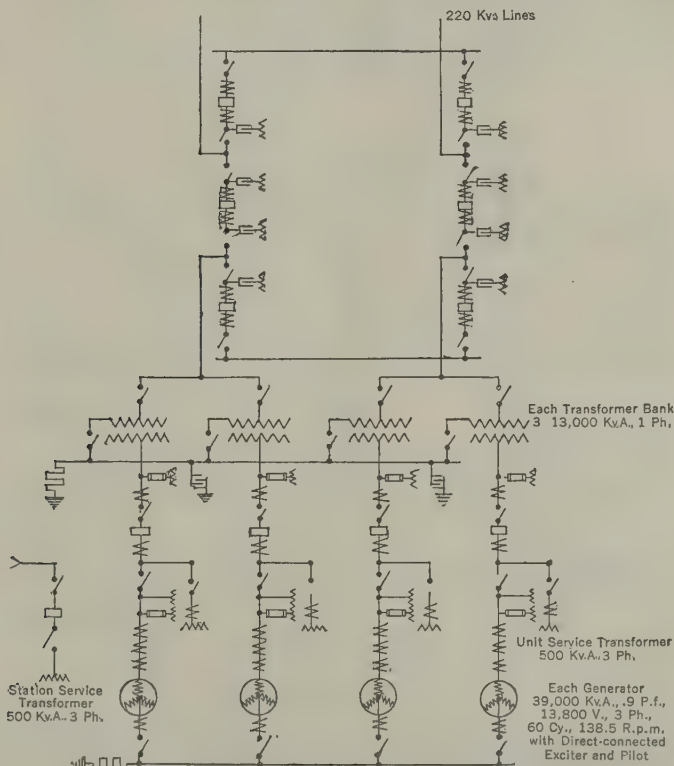 220 Kva Lines
Each Transformer Bank
3 13,000 Kv.A., 1 Ph,
Unit Service Transformer
500 Kv.A., 3 Ph,
Station Service
Transformer
500 Kv.A., 3 Ph.
Each Generator
39,000 Kv.A., .9 P.f.,
13,800 V., 3 Ph.,
60 Cy., 138.5 R.p.m.
with Direct-connected
Exciter and Pilot